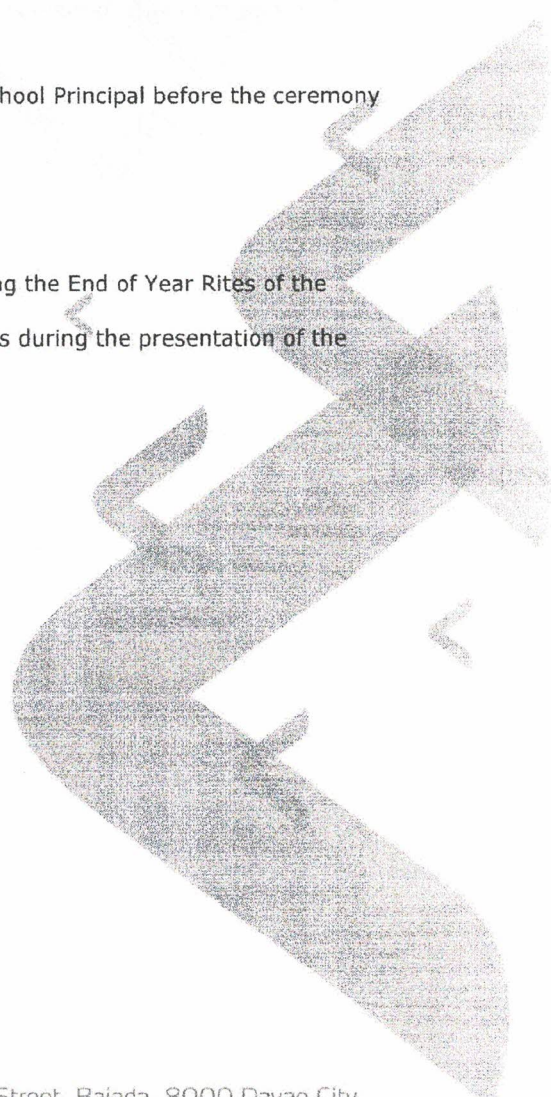 hool Principal before the ceremony
ng the End of Year Rites of the
s during the presentation of the
Street, Bajada, 8000 Davao City